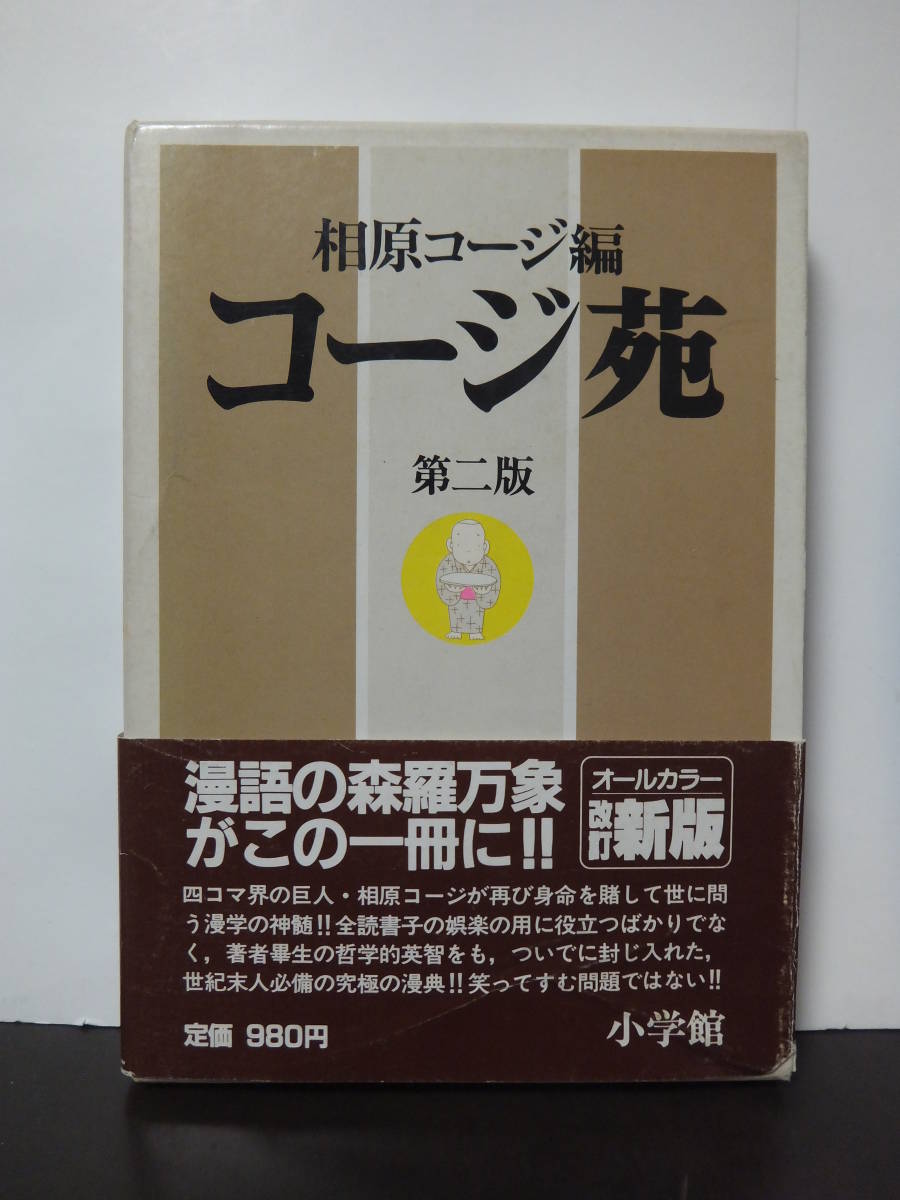 相原コージ編
コージ苑
第二版
漫語の森羅万象
がこの一冊に!!
オールカラー
改訂新版
四コマ界の巨人・相原コージが再び身命を賭して世に問
う漫学の神髄!!全読書子の娯楽の用に役立つばかりでな
く，著者畢生の哲学的英智をも，ついでに封じ入れた，
世紀末人必備の究極の漫典!!笑ってすむ問題ではない!!
定価 980円
小学館